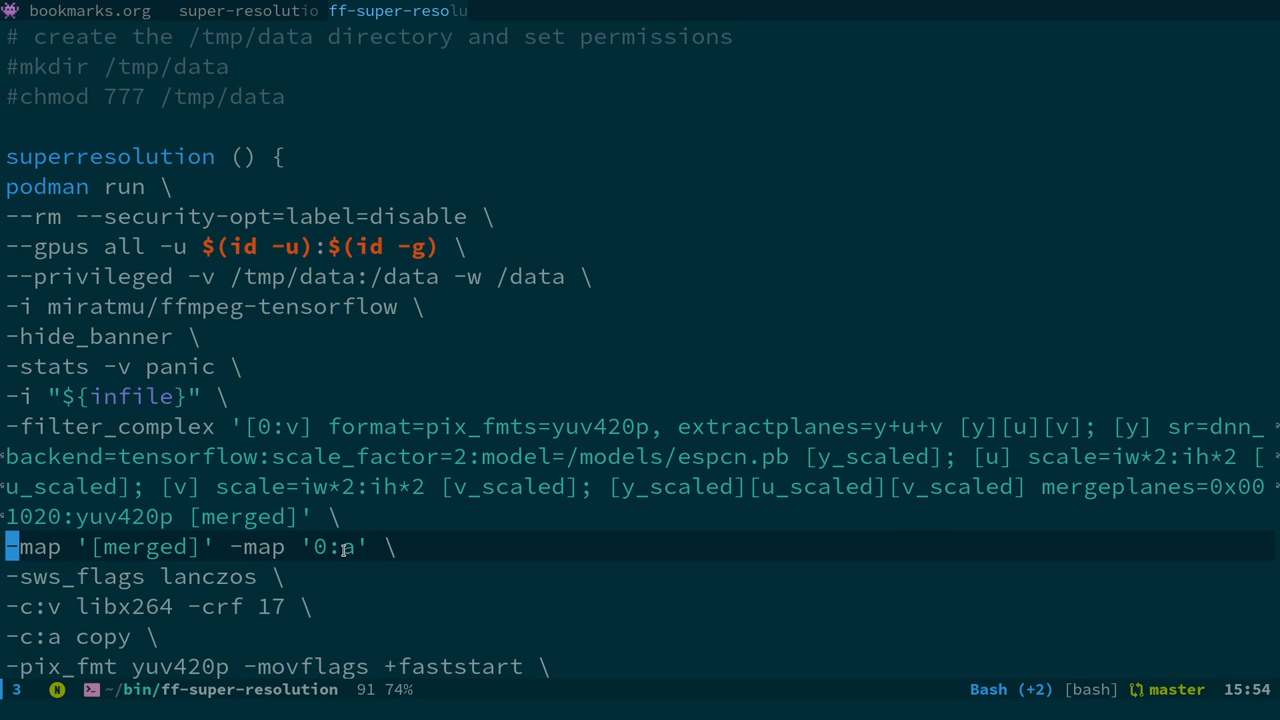 bookmarks.org super-resolutio ff-super-resolu
# create the /tmp/data directory and set permissions
#mkdir /tmp/data
#chmod 777 /tmp/data
superresolution () {
podman run \
--rm --security-opt=label=disable \
--gpus all -u $(id -u):$(id -g) \
--privileged -v /tmp/data:/data -w /data \
-i miratmu/ffmpeg-tensorflow \
-hide_banner \
-stats -v panic \
-i "${infile}" \
-filter_complex '[0:v] format=pix_fmts=yuv420p, extractplanes=y+u+v [y][u][v]; [y] sr=dnn_
backend=tensorflow:scale_factor=2:model=/models/espcn.pb [y_scaled]; [u] scale=iw*2:ih*2 [
u_scaled]; [v] scale=iw*2:ih*2 [v_scaled]; [y_scaled][u_scaled][v_scaled] mergeplanes=0x00
1020:yuv420p [merged]' \
-map '[merged]' -map '0:a' \
-sws_flags lanczos \
-c:v libx264 -crf 17 \
-c:a copy \
-pix_fmt yuv420p -movflags +faststart \
3 N ~/bin/ff-super-resolution 91 74% Bash (+2) [bash] master 15:54